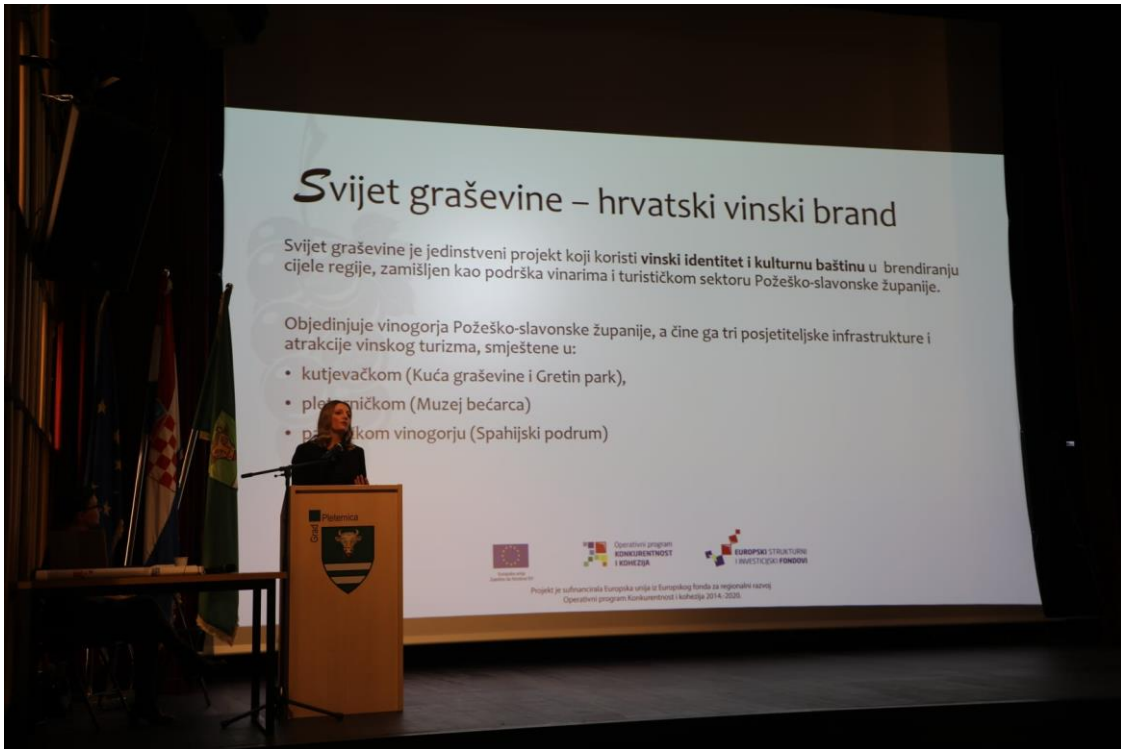 Svijet graševine – hrvatski vinski brand
Svijet graševine je jedinstveni projekt koji koristi vinski identitet i kulturnu baštinu u brendiranju
cijele regije, zamišljen kao podrška vinarima i turističkom sektoru Požeško-slavonske županije.
Objedinjuje vinogorja Požeško-slavonske županije, a čine ga tri posjetiteljske infrastrukture i
atrakcije vinskog turizma, smještene u:
• kutjevačkom (Kuća graševine i Gretin park),
• (Muzej bećarca)
• vinogorju (Spahijski podrum)
Grad
Pleternica
Europska unija
Operativni program
KONKURENTNOST
I KOHEZIJA
EUROPSKI STRUKTURNI
I INVESTICIJSKI FONDOVI
Projekt je sufinancirala Europska unija iz Europskog fonda za regionalni razvoj
Operativni program Konkurentnost i kohezija 2014.-2020.